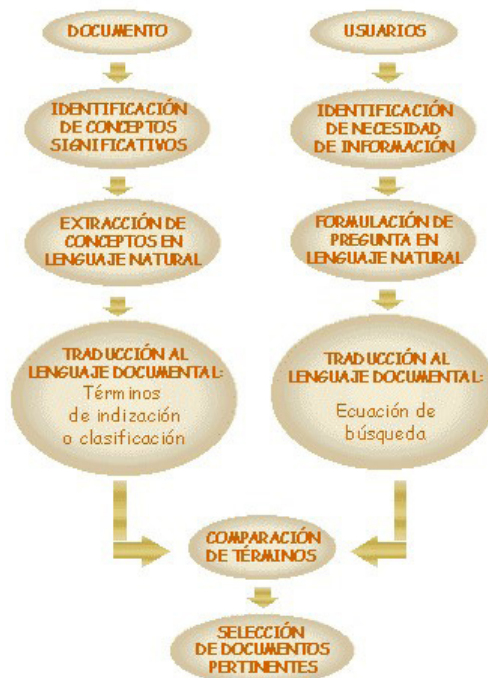 DOCUMENTO
IDENTIFICACIÓN
DE CONCEPTOS
SIGNIFICATIVOS
EXTRACCIÓN DE
CONCEPTOS EN
LENGUAJE NATURAL
TRADUCCIÓN AL
LENGUAJE DOCUMENTAL:
Términos
de indización
o clasificación
USUARIOS
IDENTIFICACIÓN
DE NECESIDAD
DE INFORMACIÓN
FORMULACIÓN DE
PREGUNTA EN
LENGUAJE NATURAL
TRADUCCIÓN AL
LENGUAJE DOCUMENTAL:
Ecuación de
búsqueda
COMPARACIÓN
DE TÉRMINOS
SELECCIÓN
DE DOCUMENTOS
PERTINENTES